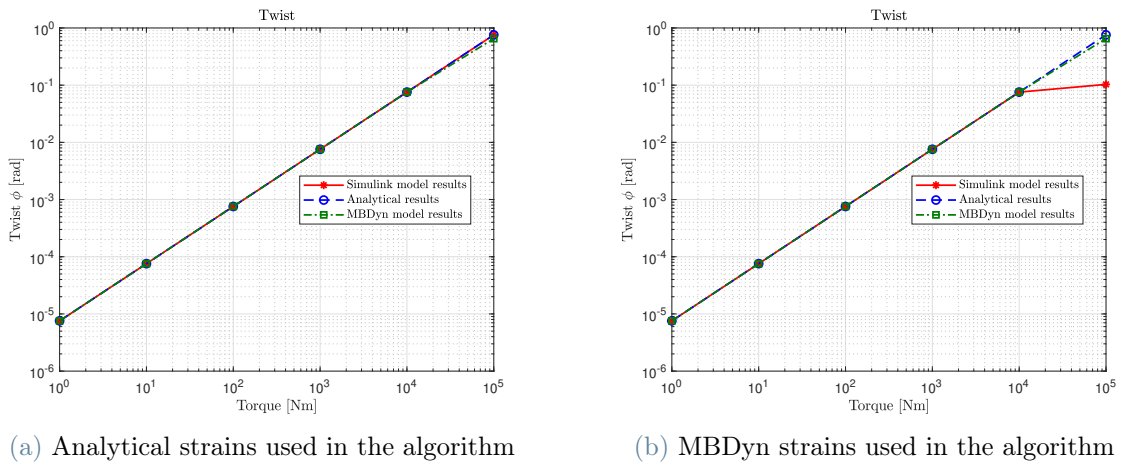 Twist
10^0
10^-1
10^-2
10^-3
10^-4
10^-5
10^-6
Twist ϕ [rad]
Simulink model results
Analytical results
MBDyn model results
10^0 10^1 10^2 10^3 10^4 10^5
Torque [Nm]
(a) Analytical strains used in the algorithm
Twist
10^0
10^-1
10^-2
10^-3
10^-4
10^-5
10^-6
Twist ϕ [rad]
Simulink model results
Analytical results
MBDyn model results
10^0 10^1 10^2 10^3 10^4 10^5
Torque [Nm]
(b) MBDyn strains used in the algorithm